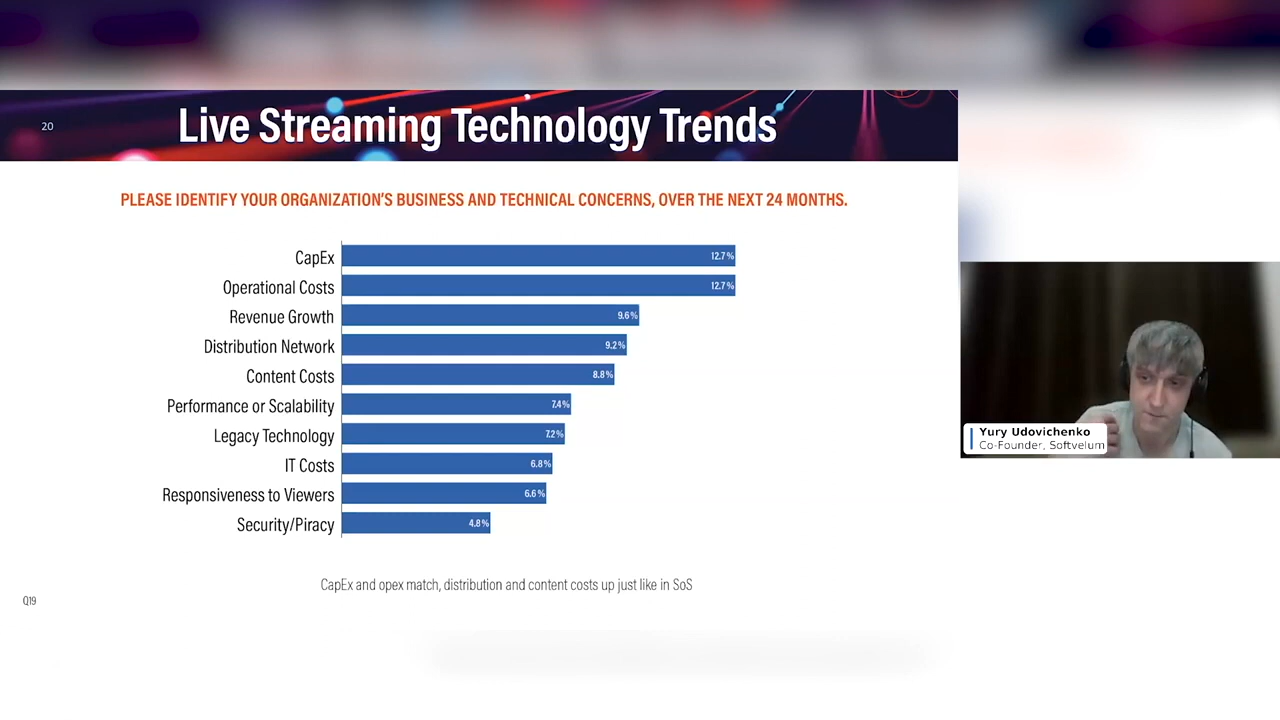 20
Live Streaming Technology Trends
PLEASE IDENTIFY YOUR ORGANIZATION'S BUSINESS AND TECHNICAL CONCERNS, OVER THE NEXT 24 MONTHS.
CapEx 12.7%
Operational Costs 12.7%
Revenue Growth 9.6%
Distribution Network 9.2%
Content Costs 8.8%
Performance or Scalability 7.4%
Legacy Technology 7.2%
IT Costs 6.8%
Responsiveness to Viewers 6.6%
Security/Piracy 4.8%
CapEx and opex match, distribution and content costs up just like in SoS
Q19
Yury Udovichenko
Co-Founder, Softvelum